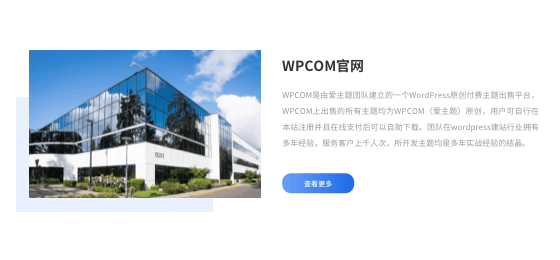 WPCOM官网
WPCOM是由爱主题团队建立的一个WordPress原创付费主题出售平台，
WPCOM上出售的所有主题均为WPCOM（爱主题）原创，用户可自行在
本站注册并且在线支付后可以自助下载。团队在wordpress建站行业拥有
多年经验，服务客户上千人次，所开发主题均是多年实战经验的结晶。
查看更多